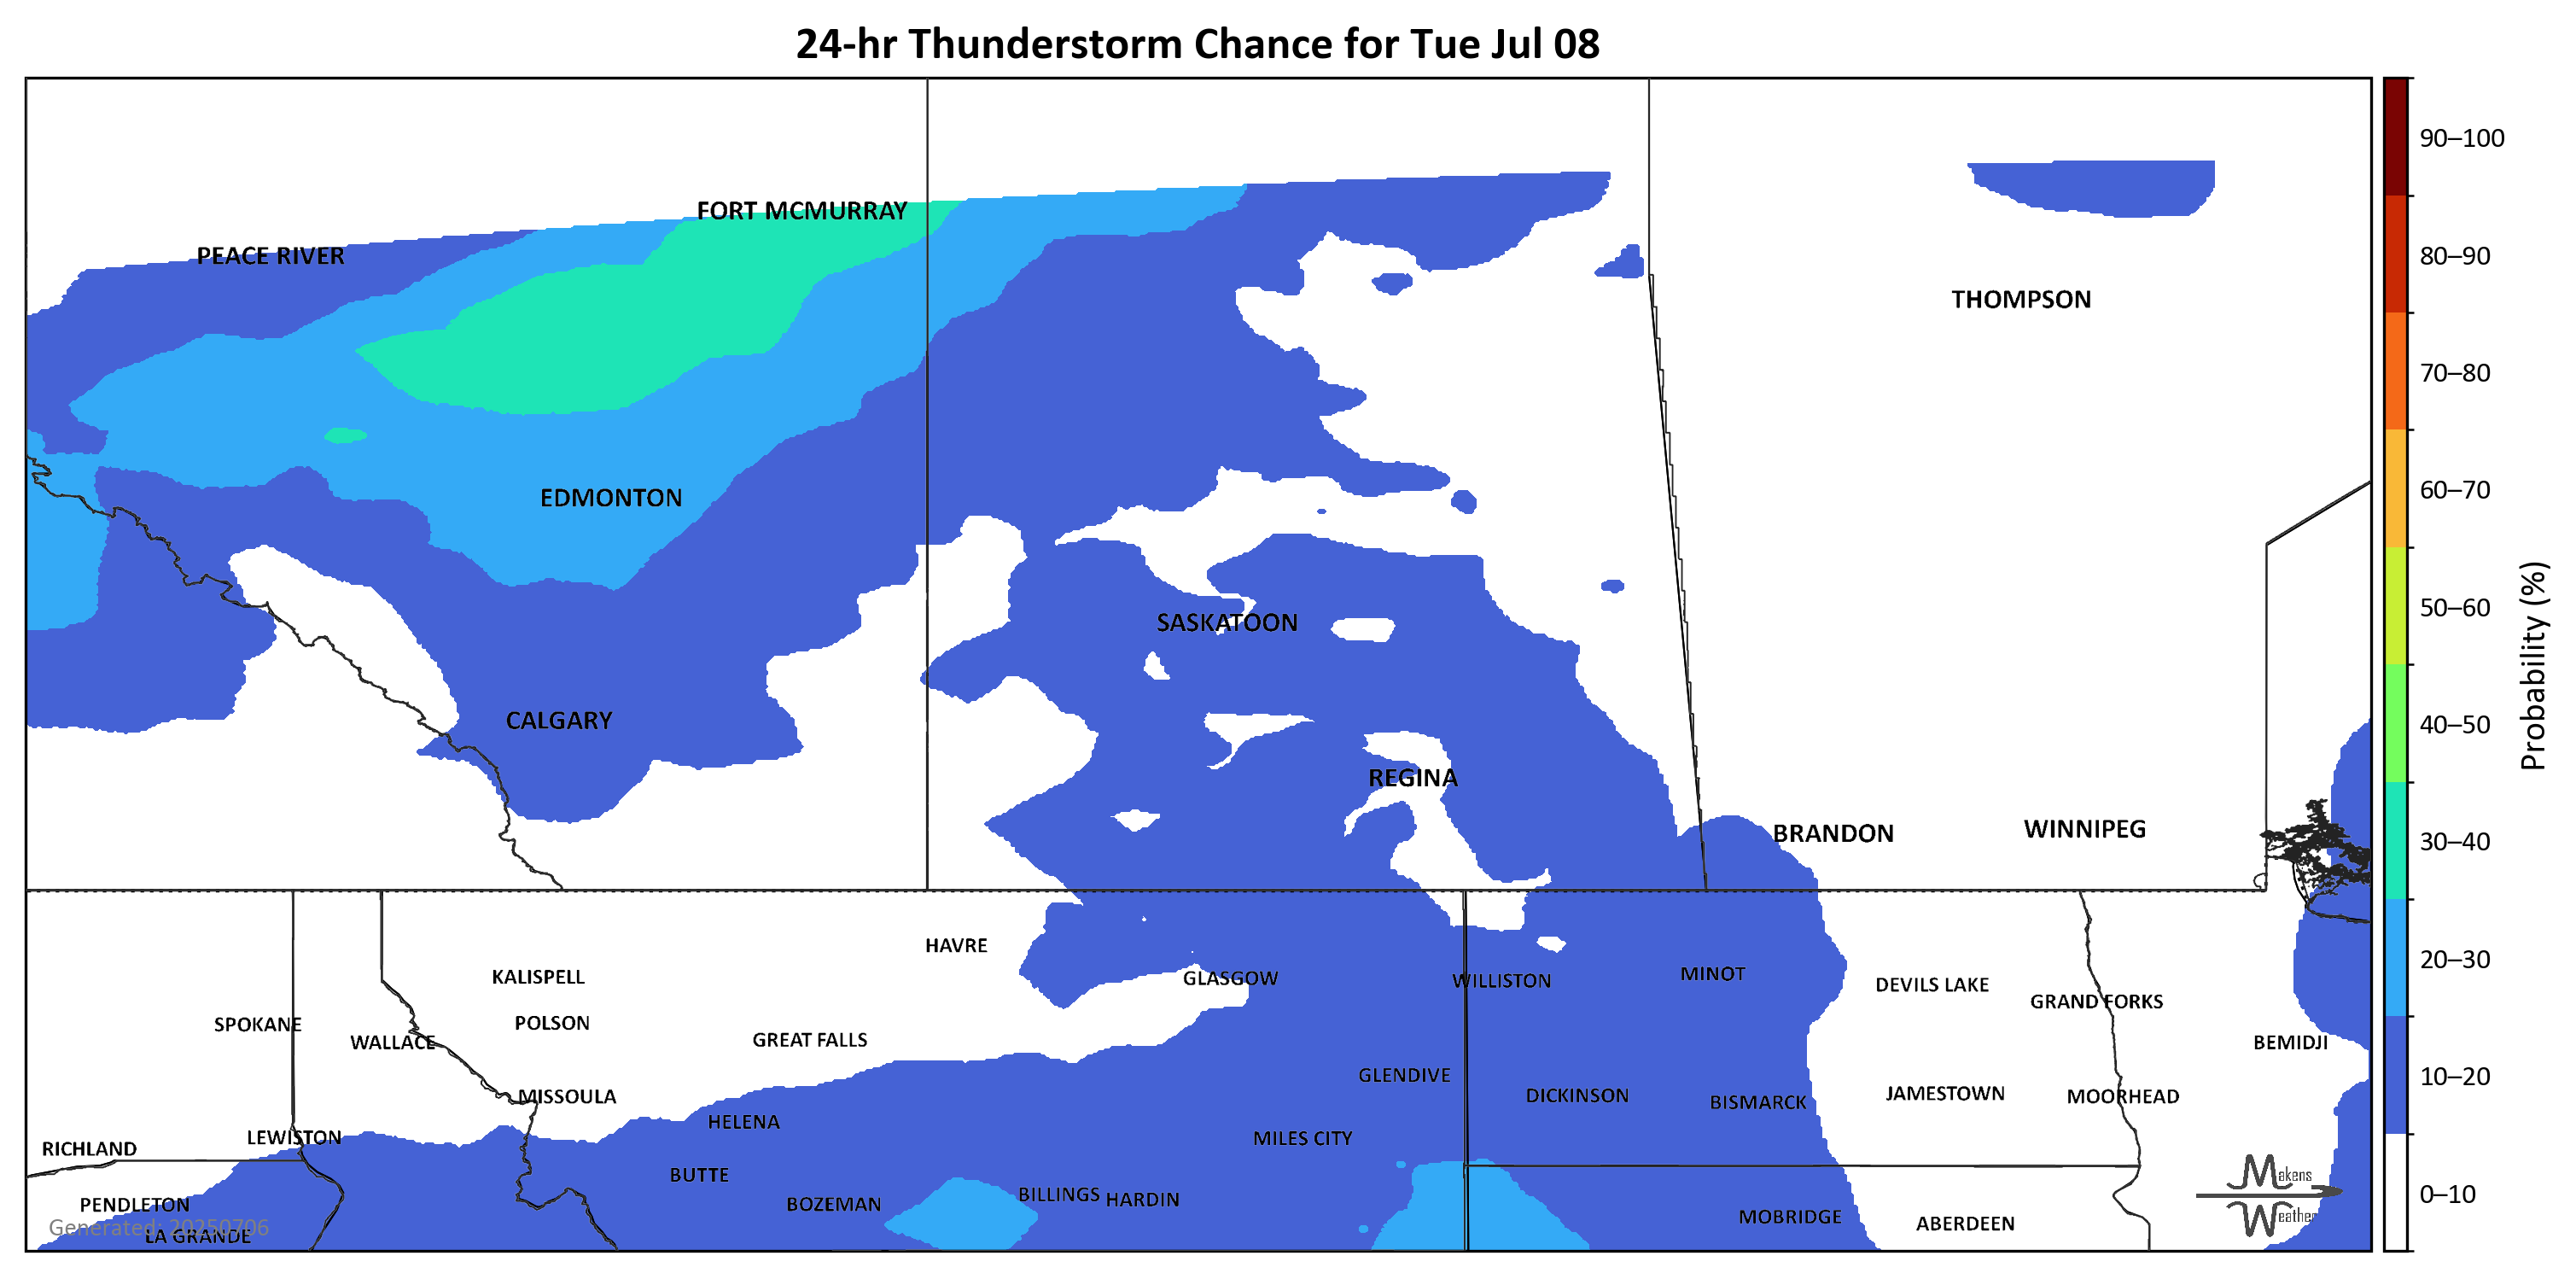 24-hr Thunderstorm Chance for Tue Jul 08
90–100
FORT MCMURRAY
PEACE RIVER
80–90
THOMPSON
70–80
EDMONTON
60–70
50–60
SASKATOON
Probability (%)
CALGARY
40–50
REGINA
BRANDON
WINNIPEG
30–40
HAVRE
20–30
KALISPELL
GLASGOW
WILLISTON
MINOT
DEVILS LAKE
GRAND FORKS
SPOKANE
POLSON
WALLACE
GREAT FALLS
BEMIDJI
GLENDIVE
10–20
MISSOULA
DICKINSON
BISMARCK
JAMESTOWN
MOORHEAD
HELENA
LEWISTON
MILES CITY
RICHLAND
BUTTE
Makens
PENDLETON
BOZEMAN
BILLINGS
HARDIN
0–10
Weather
MOBRIDGE
ABERDEEN
Generated: 20250706
LA GRANDE